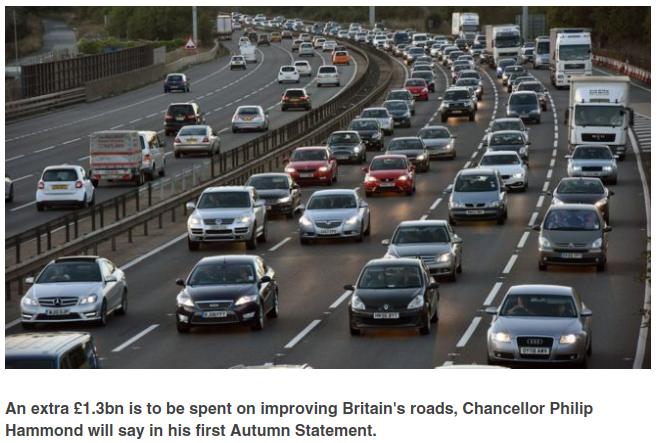 An extra £1.3bn is to be spent on improving Britain's roads, Chancellor Philip
Hammond will say in his first Autumn Statement.